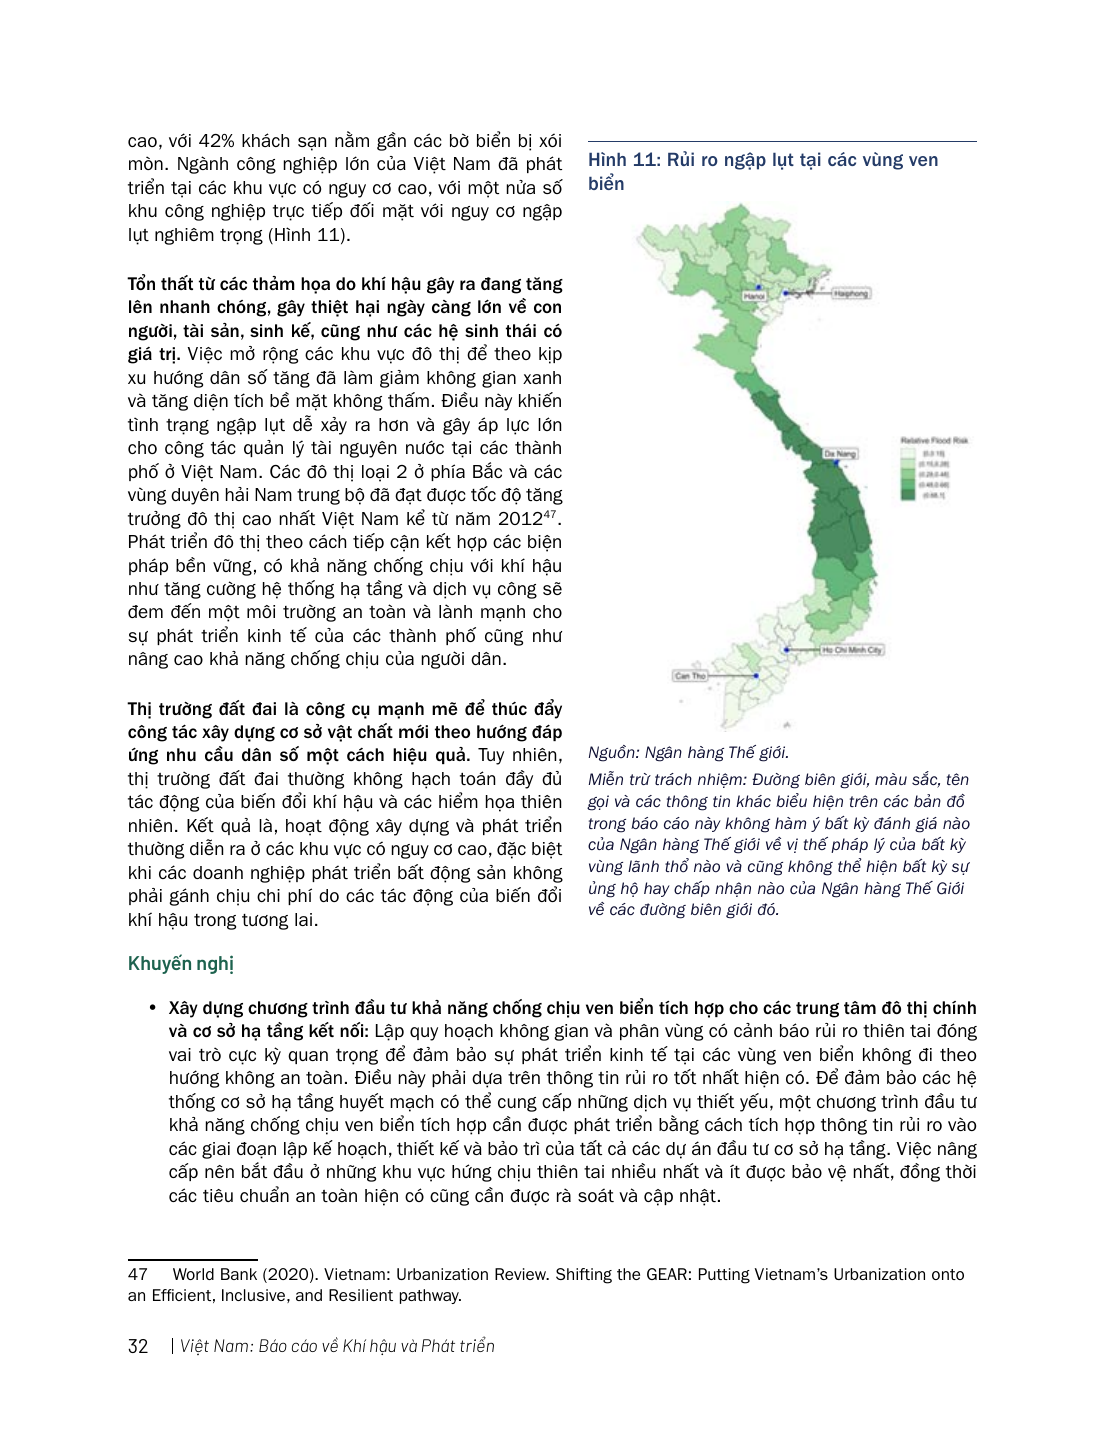 cao, với 42% khách sạn nằm gần các bờ biển bị xói
mòn. Ngành công nghiệp lớn của Việt Nam đã phát
triển tại các khu vực có nguy cơ cao, với một nửa số
khu công nghiệp trực tiếp đối mặt với nguy cơ ngập
lụt nghiêm trọng (Hình 11).
Tổn thất từ các thảm họa do khí hậu gây ra đang tăng
lên nhanh chóng, gây thiệt hại ngày càng lớn về con
người, tài sản, sinh kế, cũng như các hệ sinh thái có
giá trị. Việc mở rộng các khu vực đô thị để theo kịp
xu hướng dân số tăng đã làm giảm không gian xanh
và tăng diện tích bề mặt không thấm. Điều này khiến
tình trạng ngập lụt dễ xảy ra hơn và gây áp lực lớn
cho công tác quản lý tài nguyên nước tại các thành
phố ở Việt Nam. Các đô thị loại 2 ở phía Bắc và các
vùng duyên hải Nam trung bộ đã đạt được tốc độ tăng
trưởng đô thị cao nhất Việt Nam kể từ năm 2012⁴⁷.
Phát triển đô thị theo cách tiếp cận kết hợp các biện
pháp bền vững, có khả năng chống chịu với khí hậu
như tăng cường hệ thống hạ tầng và dịch vụ công sẽ
đem đến một môi trường an toàn và lành mạnh cho
sự phát triển kinh tế của các thành phố cũng như
nâng cao khả năng chống chịu của người dân.
Thị trường đất đai là công cụ mạnh mẽ để thúc đẩy
công tác xây dựng cơ sở vật chất mới theo hướng đáp
ứng nhu cầu dân số một cách hiệu quả. Tuy nhiên,
thị trường đất đai thường không hạch toán đầy đủ
tác động của biến đổi khí hậu và các hiểm họa thiên
nhiên. Kết quả là, hoạt động xây dựng và phát triển
thường diễn ra ở các khu vực có nguy cơ cao, đặc biệt
khi các doanh nghiệp phát triển bất động sản không
phải gánh chịu chi phí do các tác động của biến đổi
khí hậu trong tương lai.
Hình 11: Rủi ro ngập lụt tại các vùng ven
biển
Hanoi
Haiphong
Da Nang
Relative Flood Risk
Ho Chi Minh City
Can Tho
Nguồn: Ngân hàng Thế giới.
Miễn trừ trách nhiệm: Đường biên giới, màu sắc, tên
gọi và các thông tin khác biểu hiện trên các bản đồ
trong báo cáo này không hàm ý bất kỳ đánh giá nào
của Ngân hàng Thế giới về vị thế pháp lý của bất kỳ
vùng lãnh thổ nào và cũng không thể hiện bất kỳ sự
ủng hộ hay chấp nhận nào của Ngân hàng Thế Giới
về các đường biên giới đó.
Khuyến nghị
• Xây dựng chương trình đầu tư khả năng chống chịu ven biển tích hợp cho các trung tâm đô thị chính
và cơ sở hạ tầng kết nối: Lập quy hoạch không gian và phân vùng có cảnh báo rủi ro thiên tai đóng
vai trò cực kỳ quan trọng để đảm bảo sự phát triển kinh tế tại các vùng ven biển không đi theo
hướng không an toàn. Điều này phải dựa trên thông tin rủi ro tốt nhất hiện có. Để đảm bảo các hệ
thống cơ sở hạ tầng huyết mạch có thể cung cấp những dịch vụ thiết yếu, một chương trình đầu tư
khả năng chống chịu ven biển tích hợp cần được phát triển bằng cách tích hợp thông tin rủi ro vào
các giai đoạn lập kế hoạch, thiết kế và bảo trì của tất cả các dự án đầu tư cơ sở hạ tầng. Việc nâng
cấp nên bắt đầu ở những khu vực hứng chịu thiên tai nhiều nhất và ít được bảo vệ nhất, đồng thời
các tiêu chuẩn an toàn hiện có cũng cần được rà soát và cập nhật.
47 World Bank (2020). Vietnam: Urbanization Review. Shifting the GEAR: Putting Vietnam’s Urbanization onto
an Efficient, Inclusive, and Resilient pathway.
32 | Việt Nam: Báo cáo về Khí hậu và Phát triển